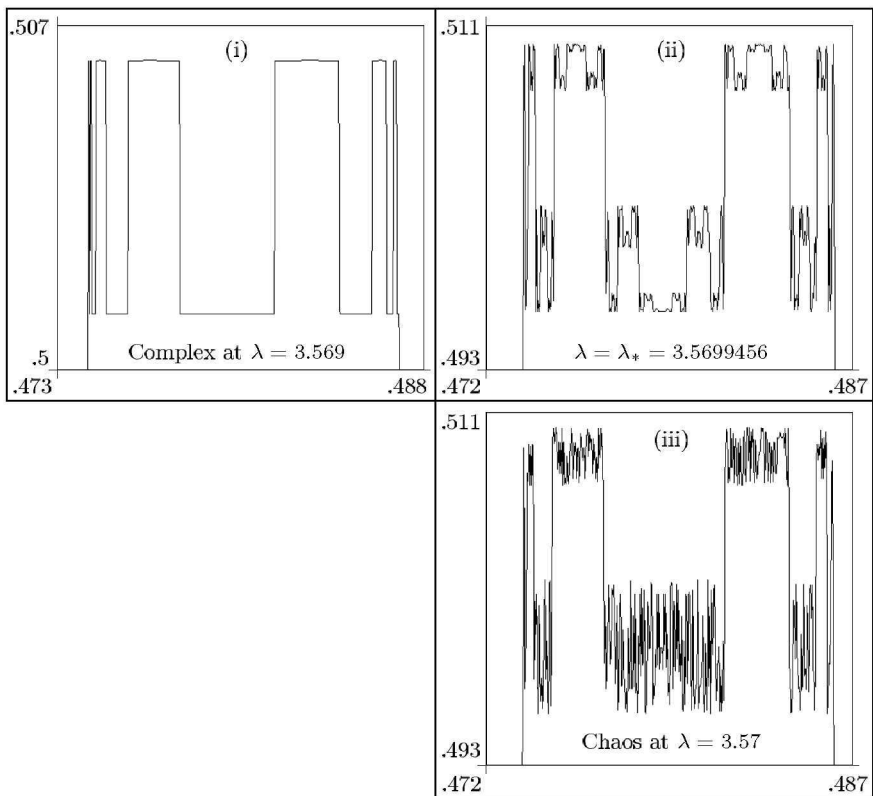 .507
(i)
.5
Complex at λ = 3.569
.473
.488
.511
(ii)
.493
λ = λ* = 3.5699456
.472
.487
.511
(iii)
.493
Chaos at λ = 3.57
.472
.487